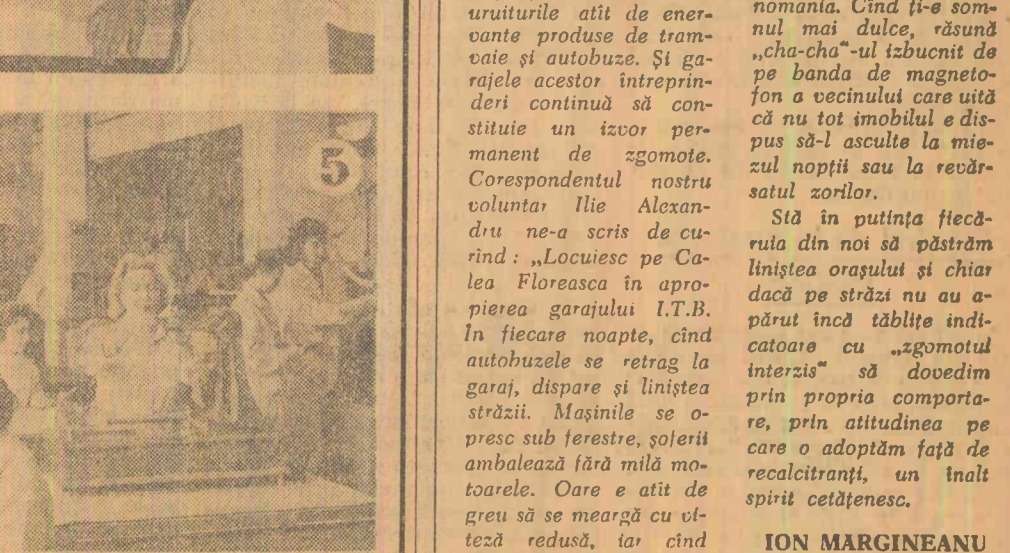 5
uruiturile atît de ener-
vante produse de tram-
vaie și autobuze. Și ga-
rajele acestor întreprin-
deri continuă să con-
stituie un izvor per-
manent de zgomote.
Corespondentul nostru
voluntar Ilie Alexan-
dru ne-a scris de cu-
rînd : „Locuiesc pe Ca-
lea Floreasca în apro-
pierea garajului I.T.B.
In fiecare noapte, cînd
autobuzele se retrag la
garaj, dispare și liniștea
străzii. Mașinile se o-
presc sub ferestre, șoferii
ambalează fără milă mo-
toarele. Oare e atît de
greu să se meargă cu vi-
teză redusă, iar cînd
nomania. Cînd ți-e som-
nul mai dulce, răsună
„cha-cha“-ul izbucnit de
pe banda de magneto-
fon a vecinului care uită
că nu tot imobilul e dis-
pus să-l asculte la mie-
zul nopții sau la revăr-
satul zorilor.
Stă în putința fiecă-
ruia din noi să păstrăm
liniștea orașului și chiar
dacă pe străzi nu au a-
părut încă tăblițe indi-
catoare cu „zgomotul
interzis“ să dovedim
prin propria comporta-
re, prin atitudinea pe
care o adoptăm față de
recalcitranți, un înalt
spirit cetățenesc.
ION MARGINEANU